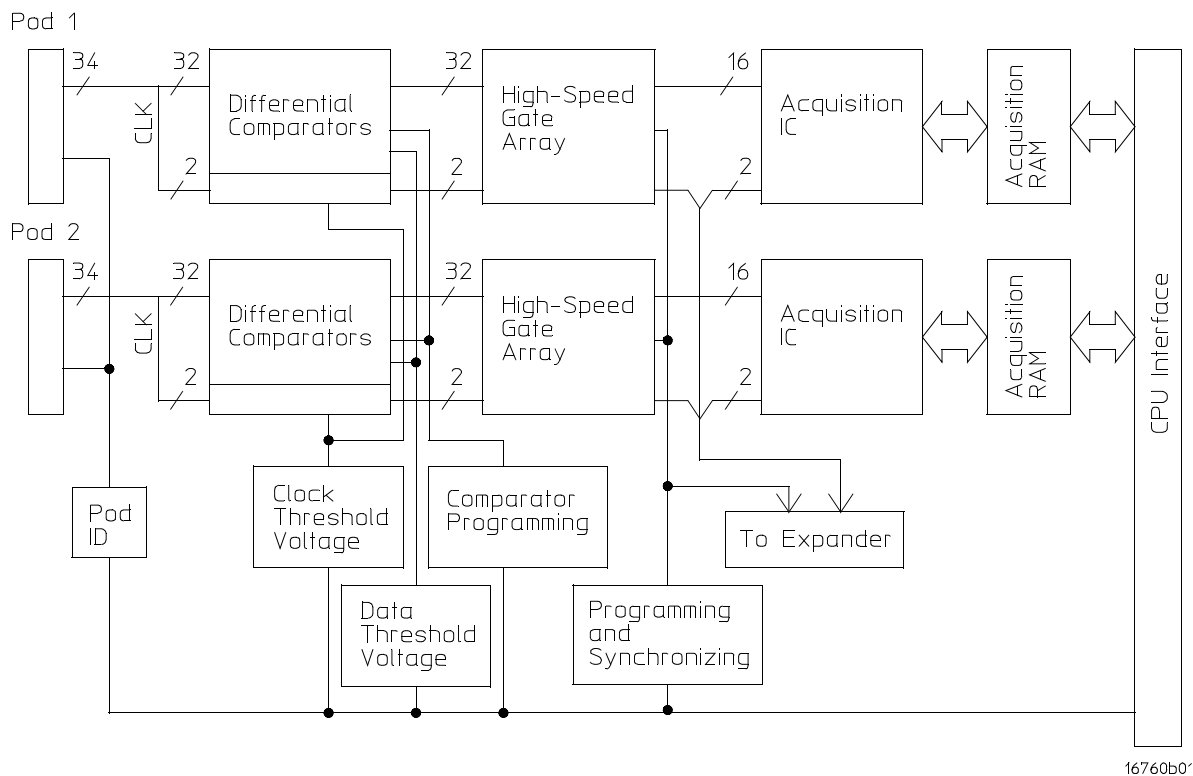 Pod 1
34
32
CLK
2
Differential
Comparators
32
2
High-Speed
Gate
Array
16
2
Acquisition
IC
Acquisition
RAM
Pod 2
34
32
CLK
2
Differential
Comparators
32
2
High-Speed
Gate
Array
16
2
Acquisition
IC
Acquisition
RAM
CPU Interface
Pod
ID
Clock
Threshold
Voltage
Comparator
Programming
To Expander
Data
Threshold
Voltage
Programming
and
Synchronizing
16760b01